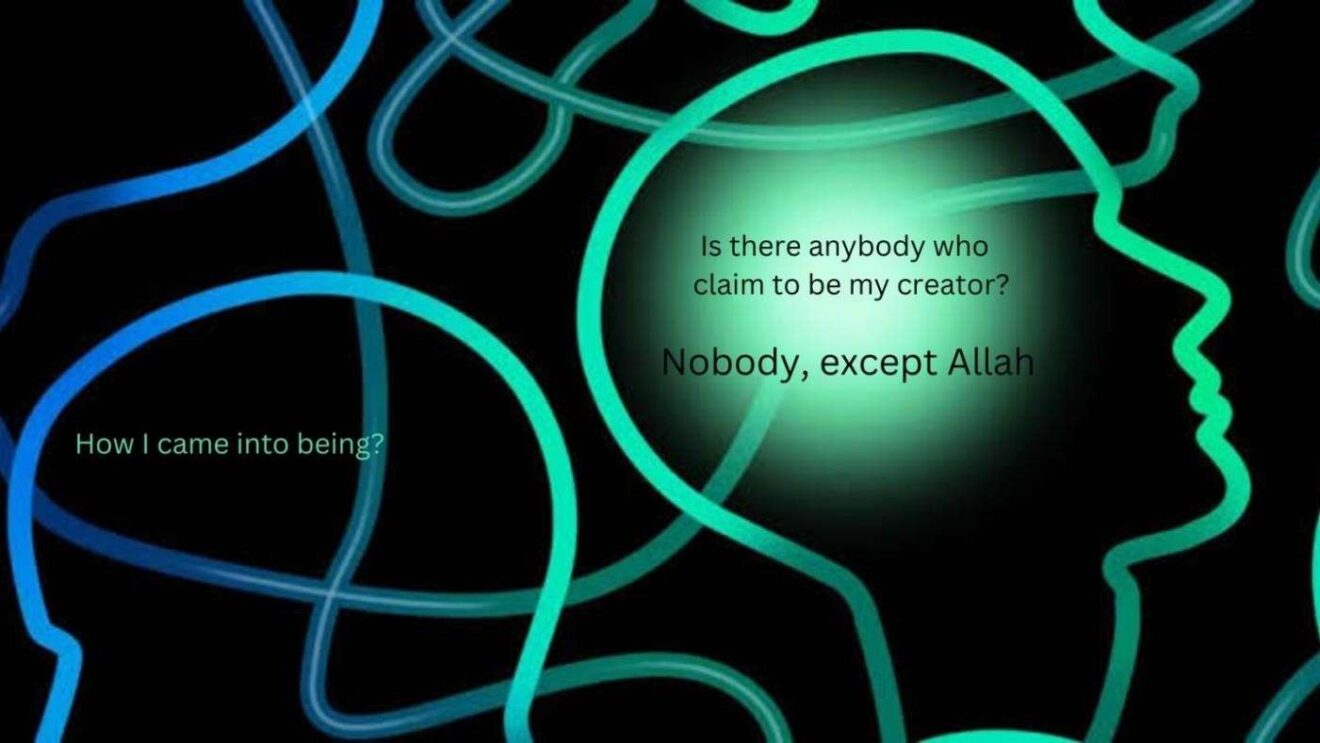 How I came into being?
Is there anybody who
claim to be my creator?
Nobody, except Allah